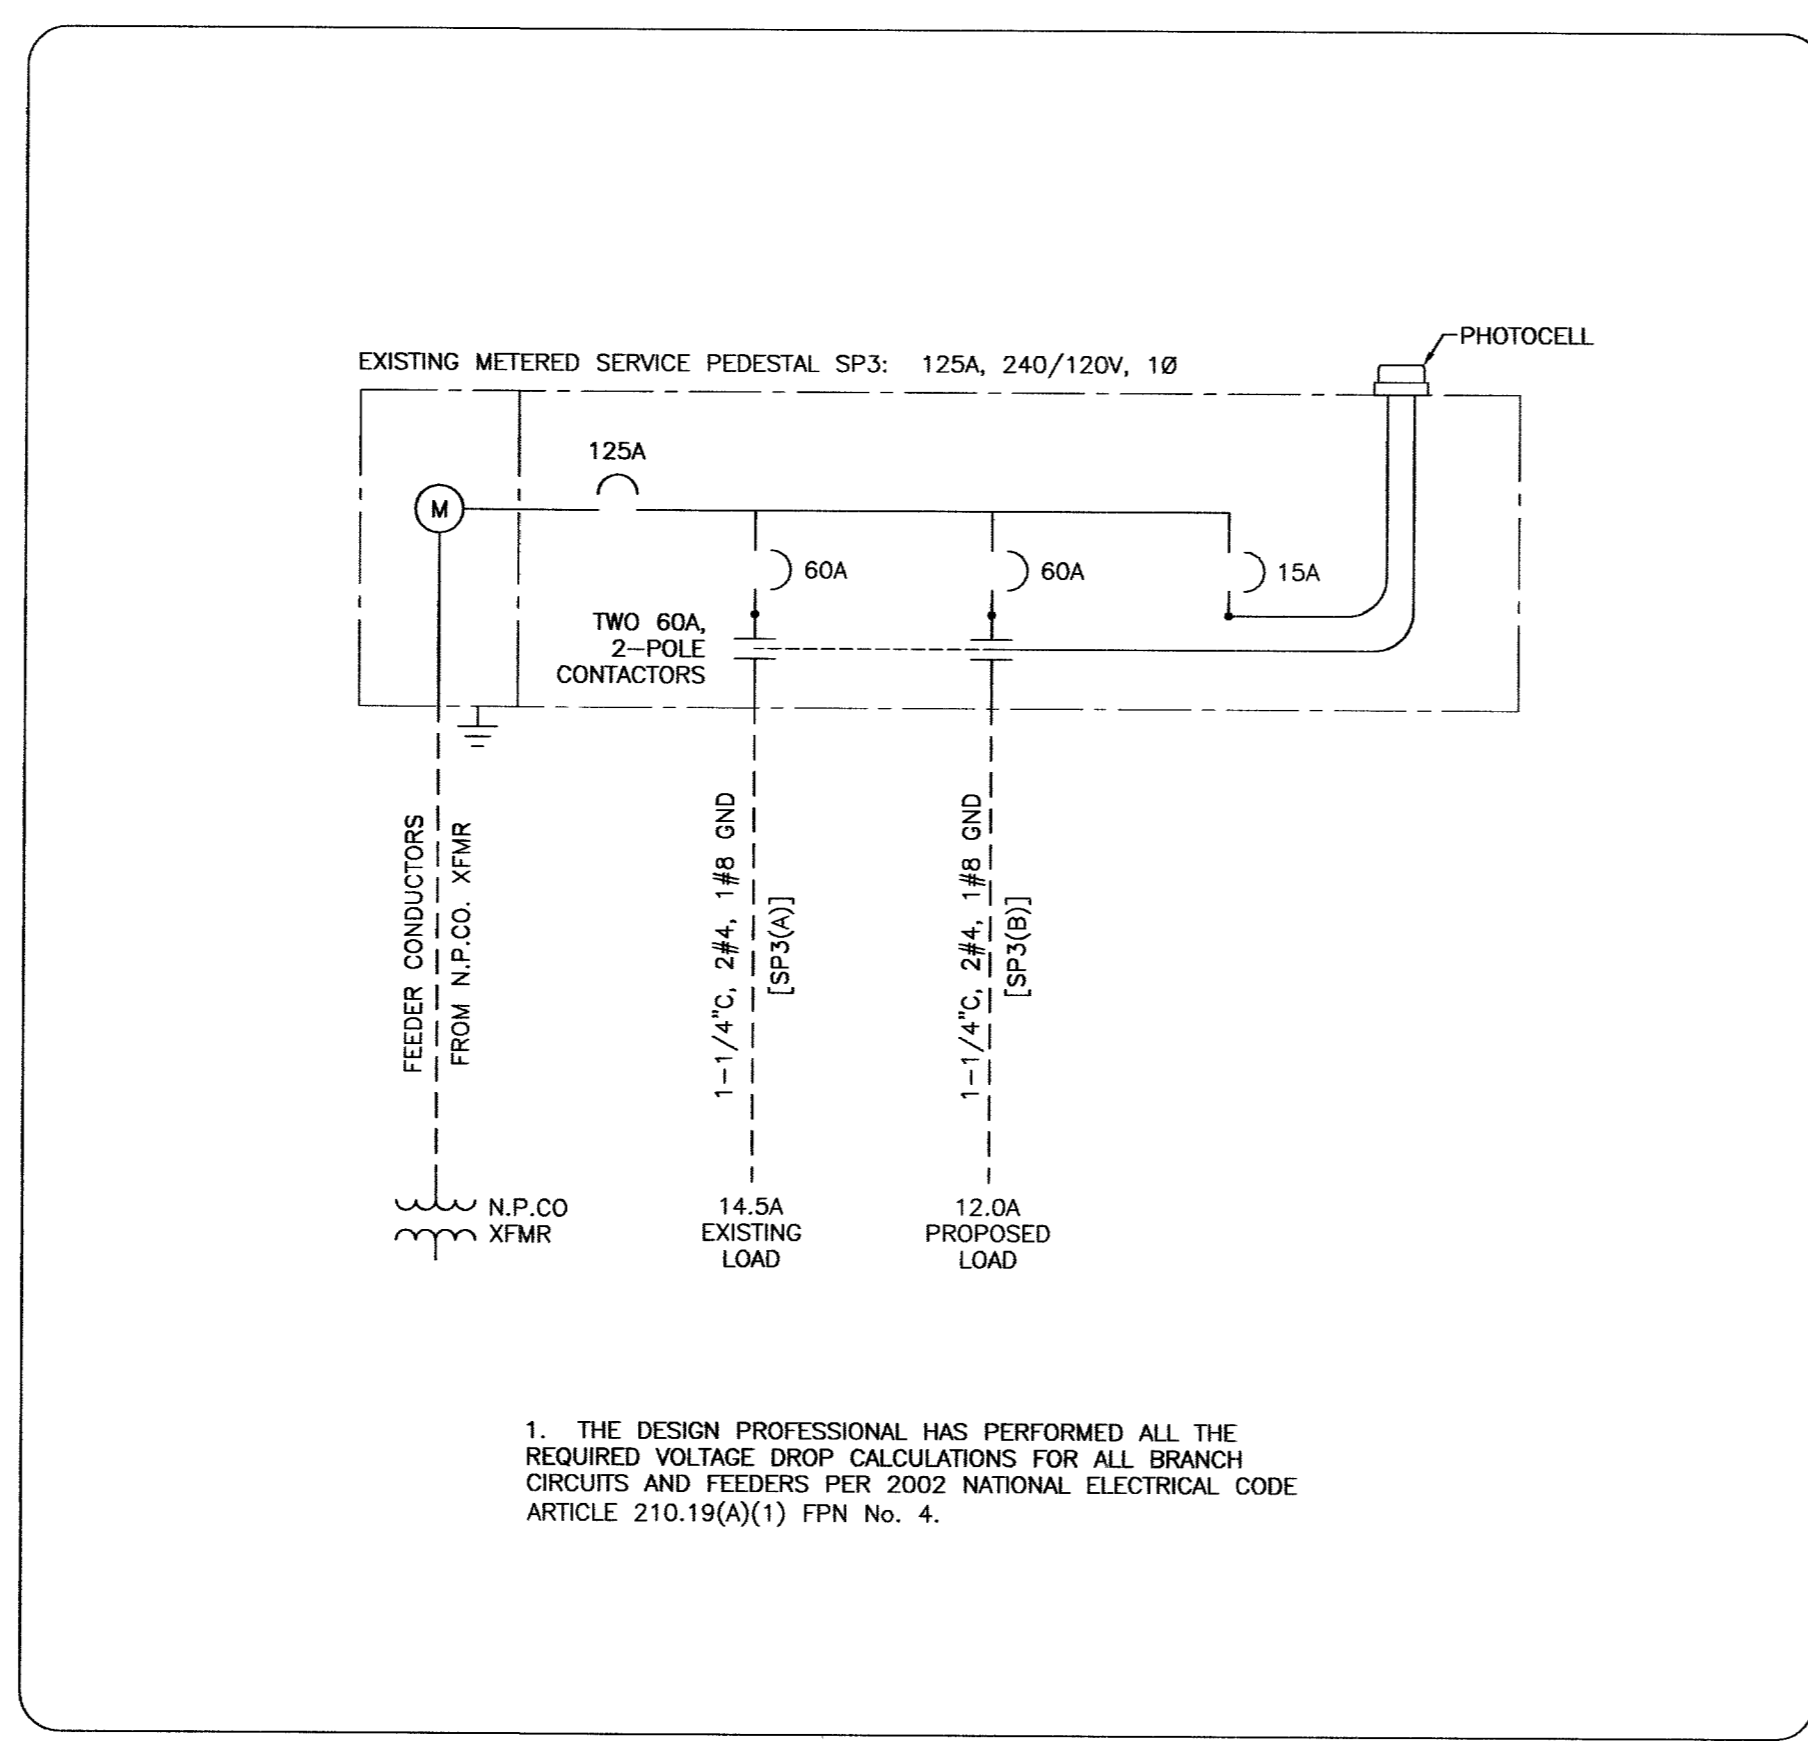 PHOTOCELL
EXISTING METERED SERVICE PEDESTAL SP3: 125A, 240/120V, 1Ø
125A
M
60A
60A
15A
TWO 60A,
2-POLE
CONTACTORS
FEEDER CONDUCTORS
FROM N.P.CO. XFMR
1-1/4"C, 2#4, 1#8 GND
[SP3(A)]
1-1/4"C, 2#4, 1#8 GND
[SP3(B)]
N.P.CO
XFMR
14.5A
EXISTING
LOAD
12.0A
PROPOSED
LOAD
1. THE DESIGN PROFESSIONAL HAS PERFORMED ALL THE
REQUIRED VOLTAGE DROP CALCULATIONS FOR ALL BRANCH
CIRCUITS AND FEEDERS PER 2002 NATIONAL ELECTRICAL CODE
ARTICLE 210.19(A)(1) FPN No. 4.